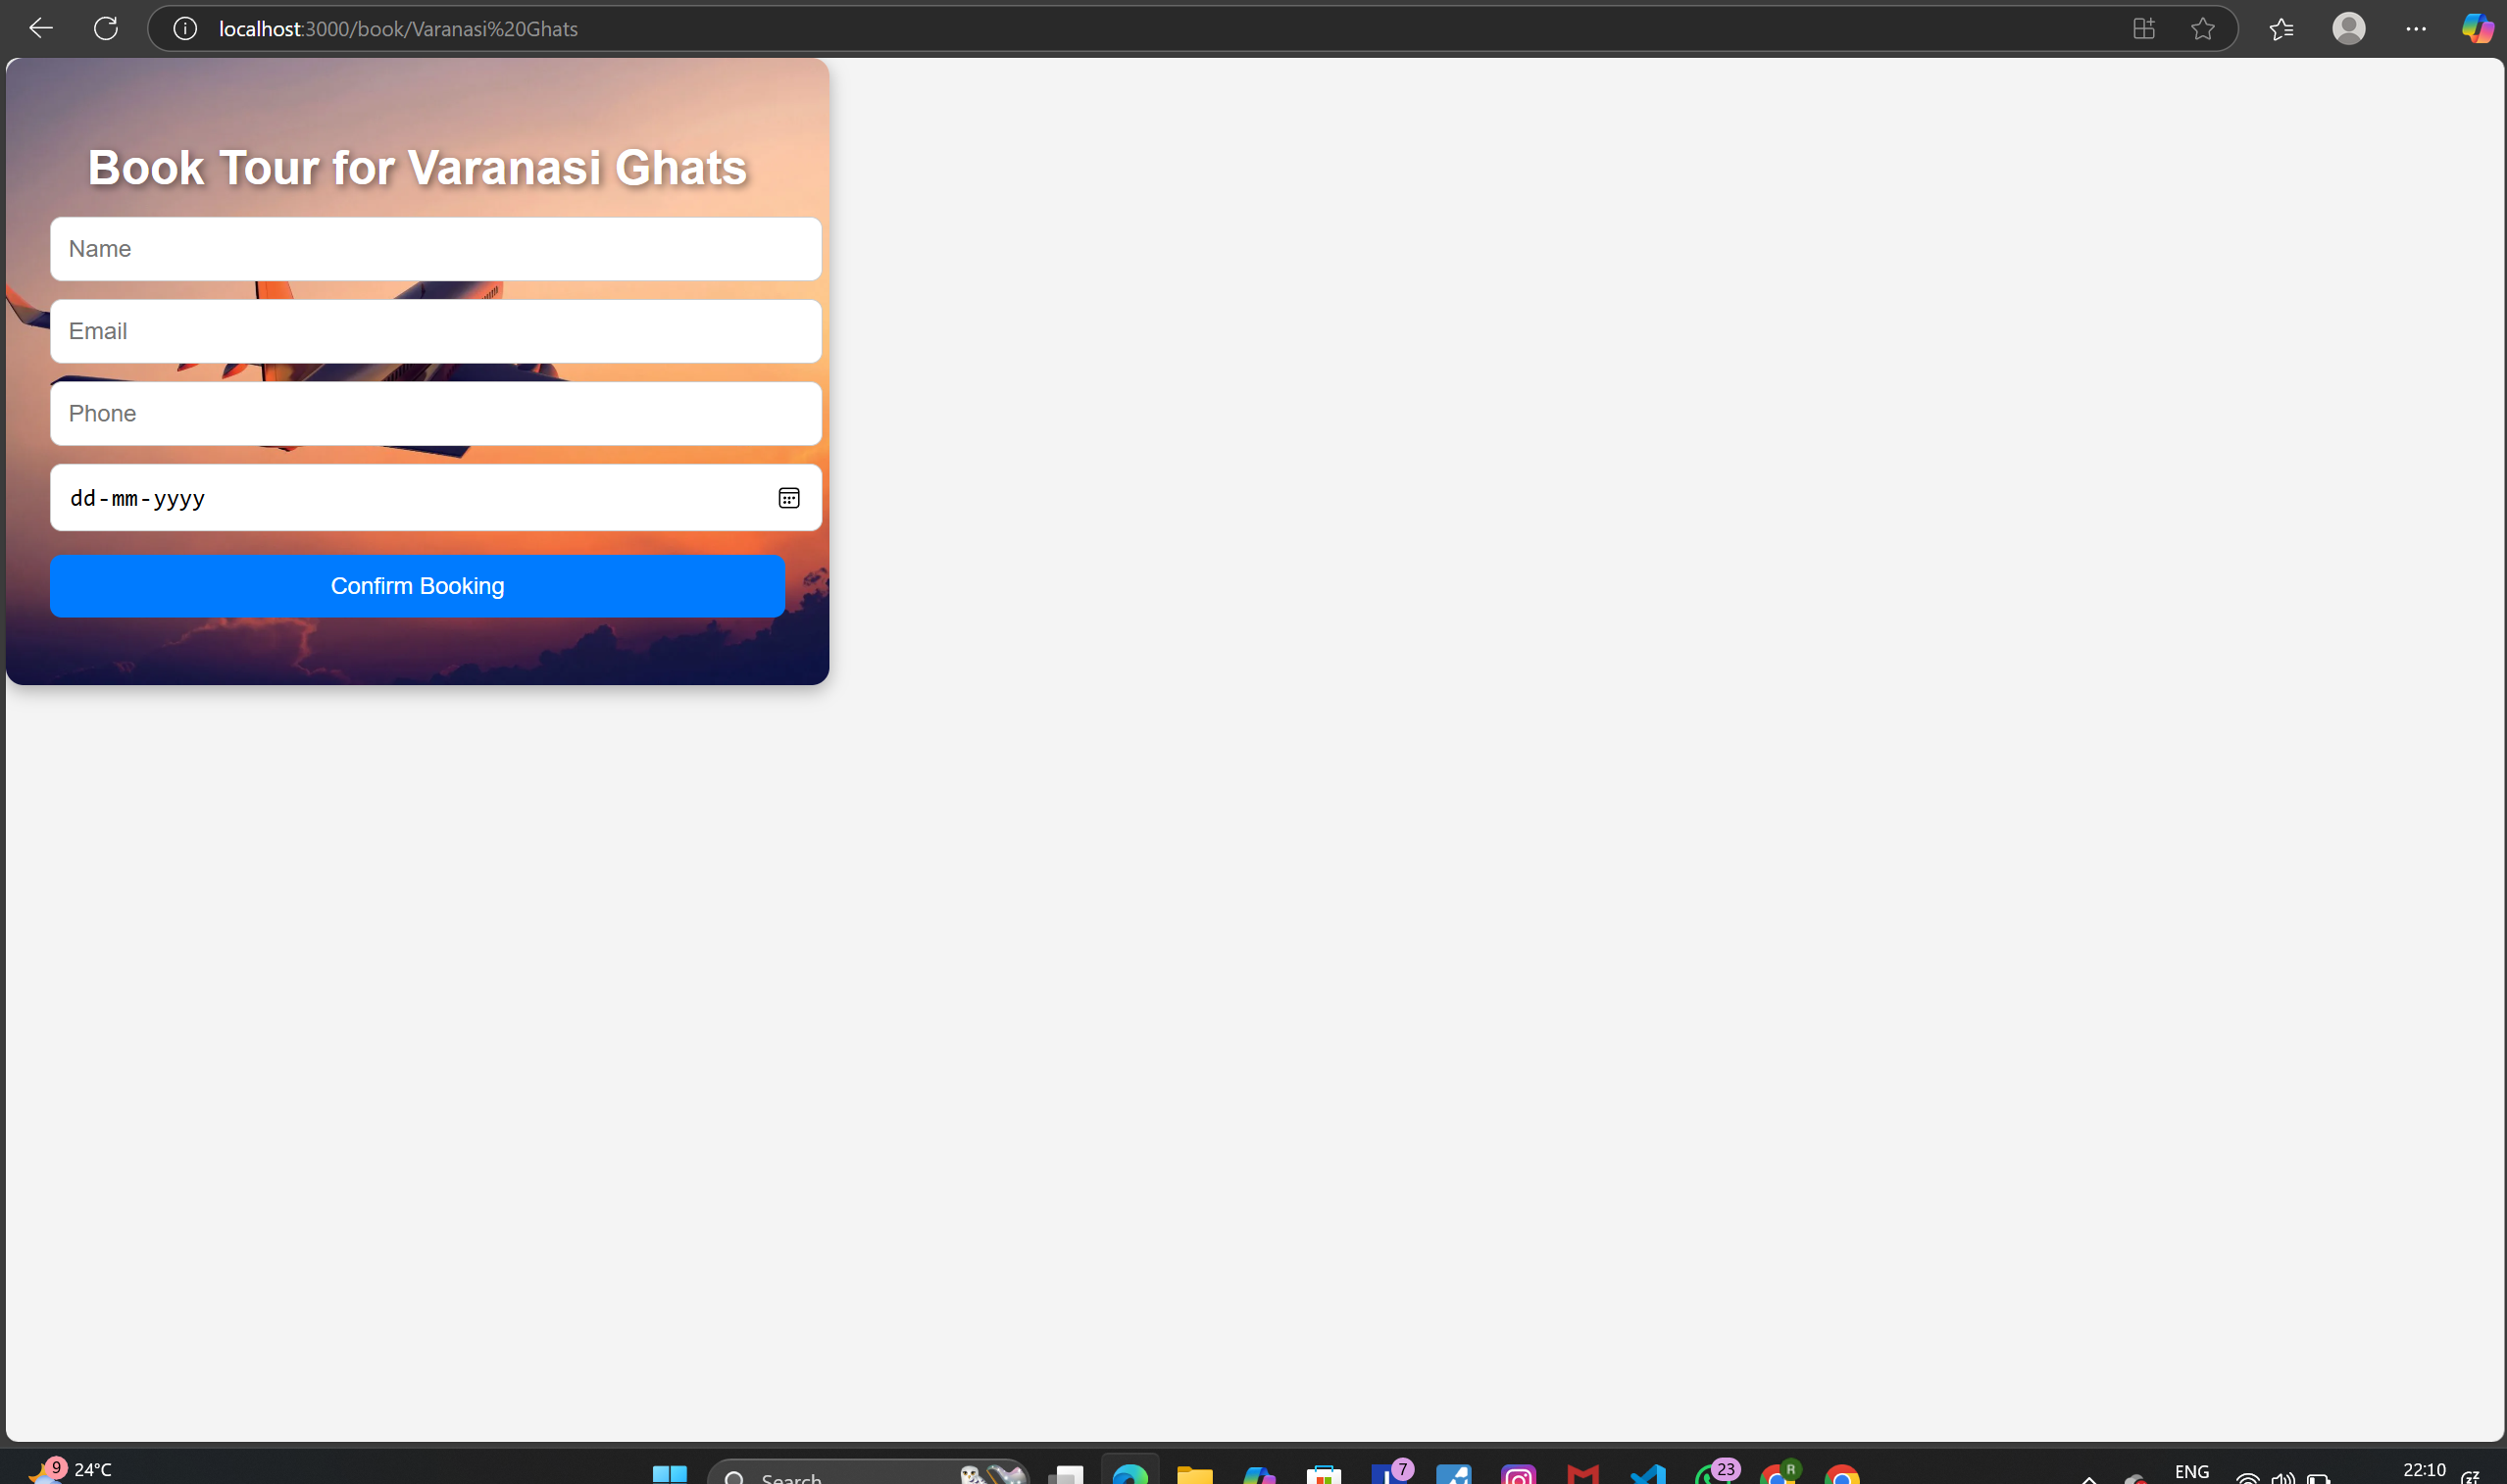 localhost:3000/book/Varanasi%20Ghats
Book Tour for Varanasi Ghats
Name
Email
Phone
dd-mm-yyyy
Confirm Booking
9
24°C
Search
7
23
R
ENG
22:10